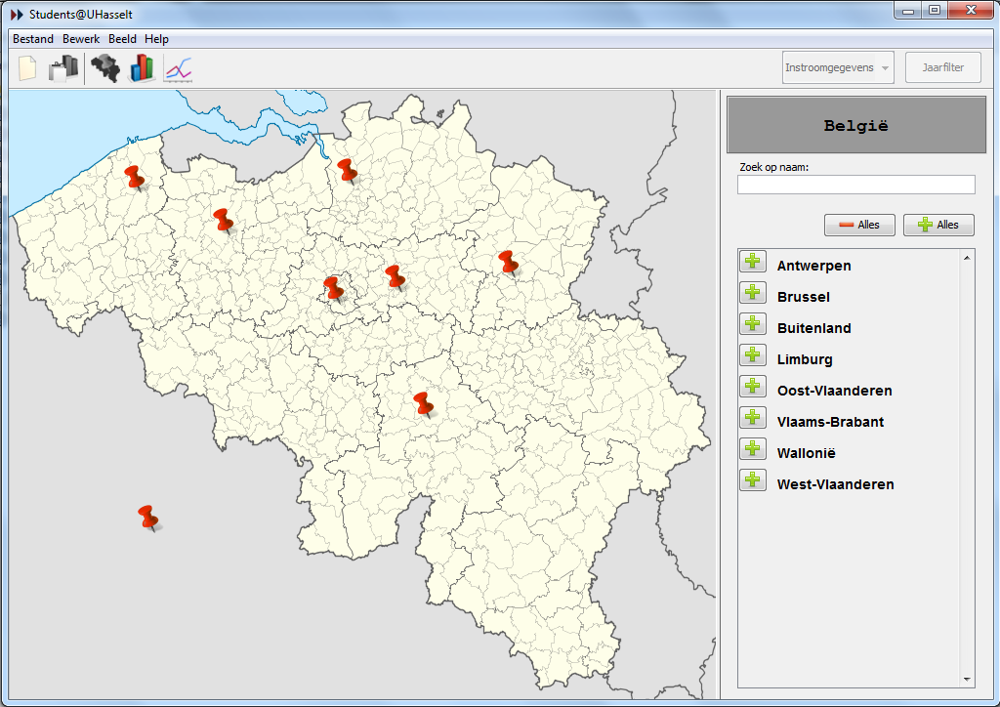 Students@UHasselt
Bestand Bewerk Beeld Help
Instroomgegevens Jaarfilter
België
Zoek op naam:
Alles Alles
Antwerpen
Brussel
Buitenland
Limburg
Oost-Vlaanderen
Vlaams-Brabant
Wallonië
West-Vlaanderen